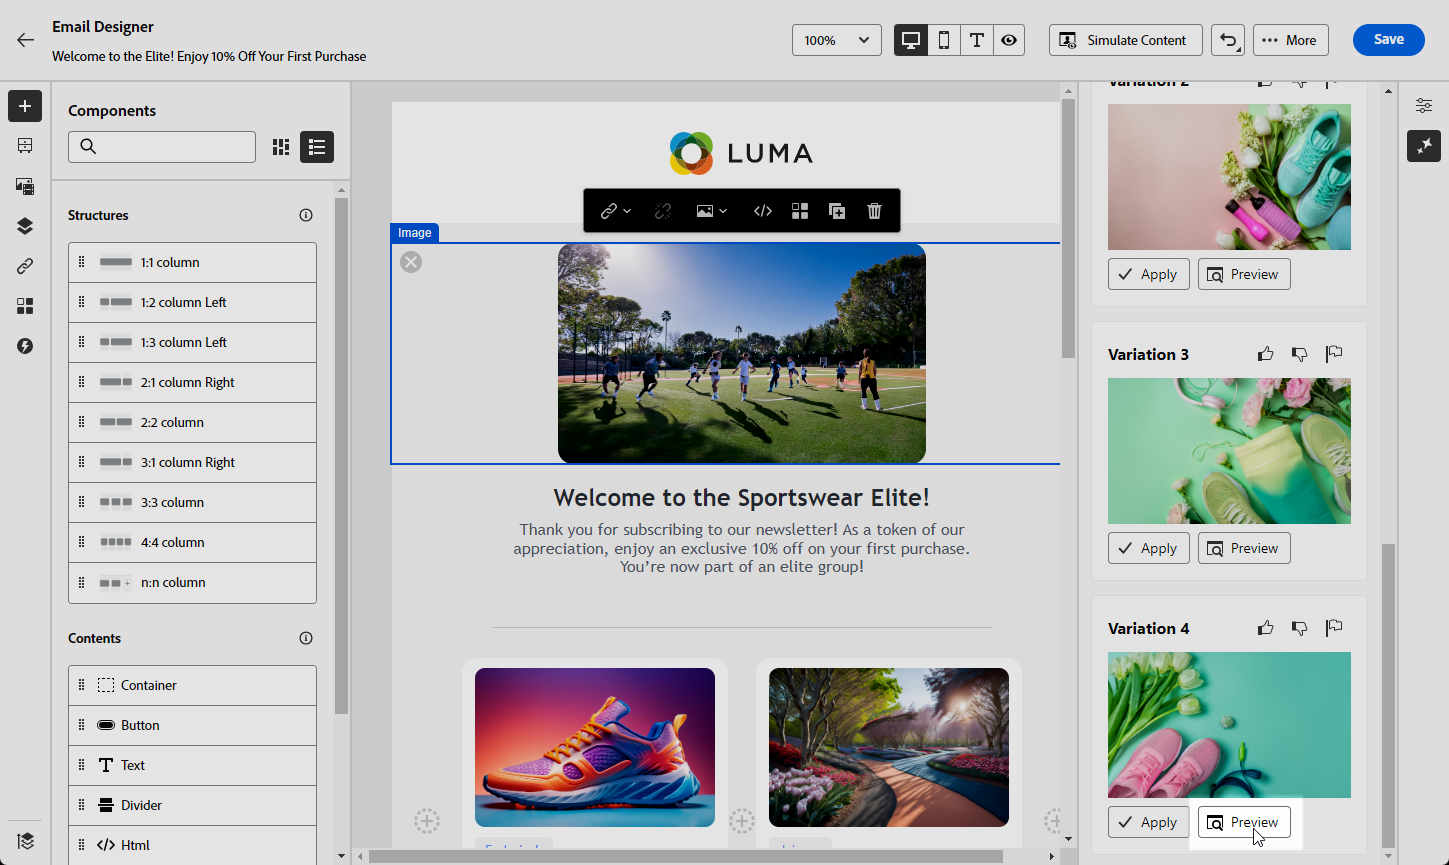 Email Designer
Welcome to the Elite! Enjoy 10% Off Your First Purchase
100%
Simulate Content
More
Save
Components
Structures
1:1 column
1:2 column Left
1:3 column Left
2:1 column Right
2:2 column
3:1 column Right
3:3 column
4:4 column
n:n column
Contents
Container
Button
Text
Divider
Html
LUMA
Image
Welcome to the Sportswear Elite!
Thank you for subscribing to our newsletter! As a token of our
appreciation, enjoy an exclusive 10% off on your first purchase.
You’re now part of an elite group!
Variation 2
Apply
Preview
Variation 3
Apply
Preview
Variation 4
Apply
Preview